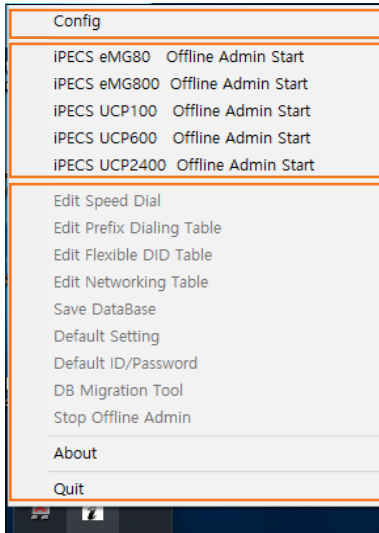 Config
iPECS eMG80 Offline Admin Start
iPECS eMG800 Offline Admin Start
iPECS UCP100 Offline Admin Start
iPECS UCP600 Offline Admin Start
iPECS UCP2400 Offline Admin Start
Edit Speed Dial
Edit Prefix Dialing Table
Edit Flexible DID Table
Edit Networking Table
Save DataBase
Default Setting
Default ID/Password
DB Migration Tool
Stop Offline Admin
About
Quit